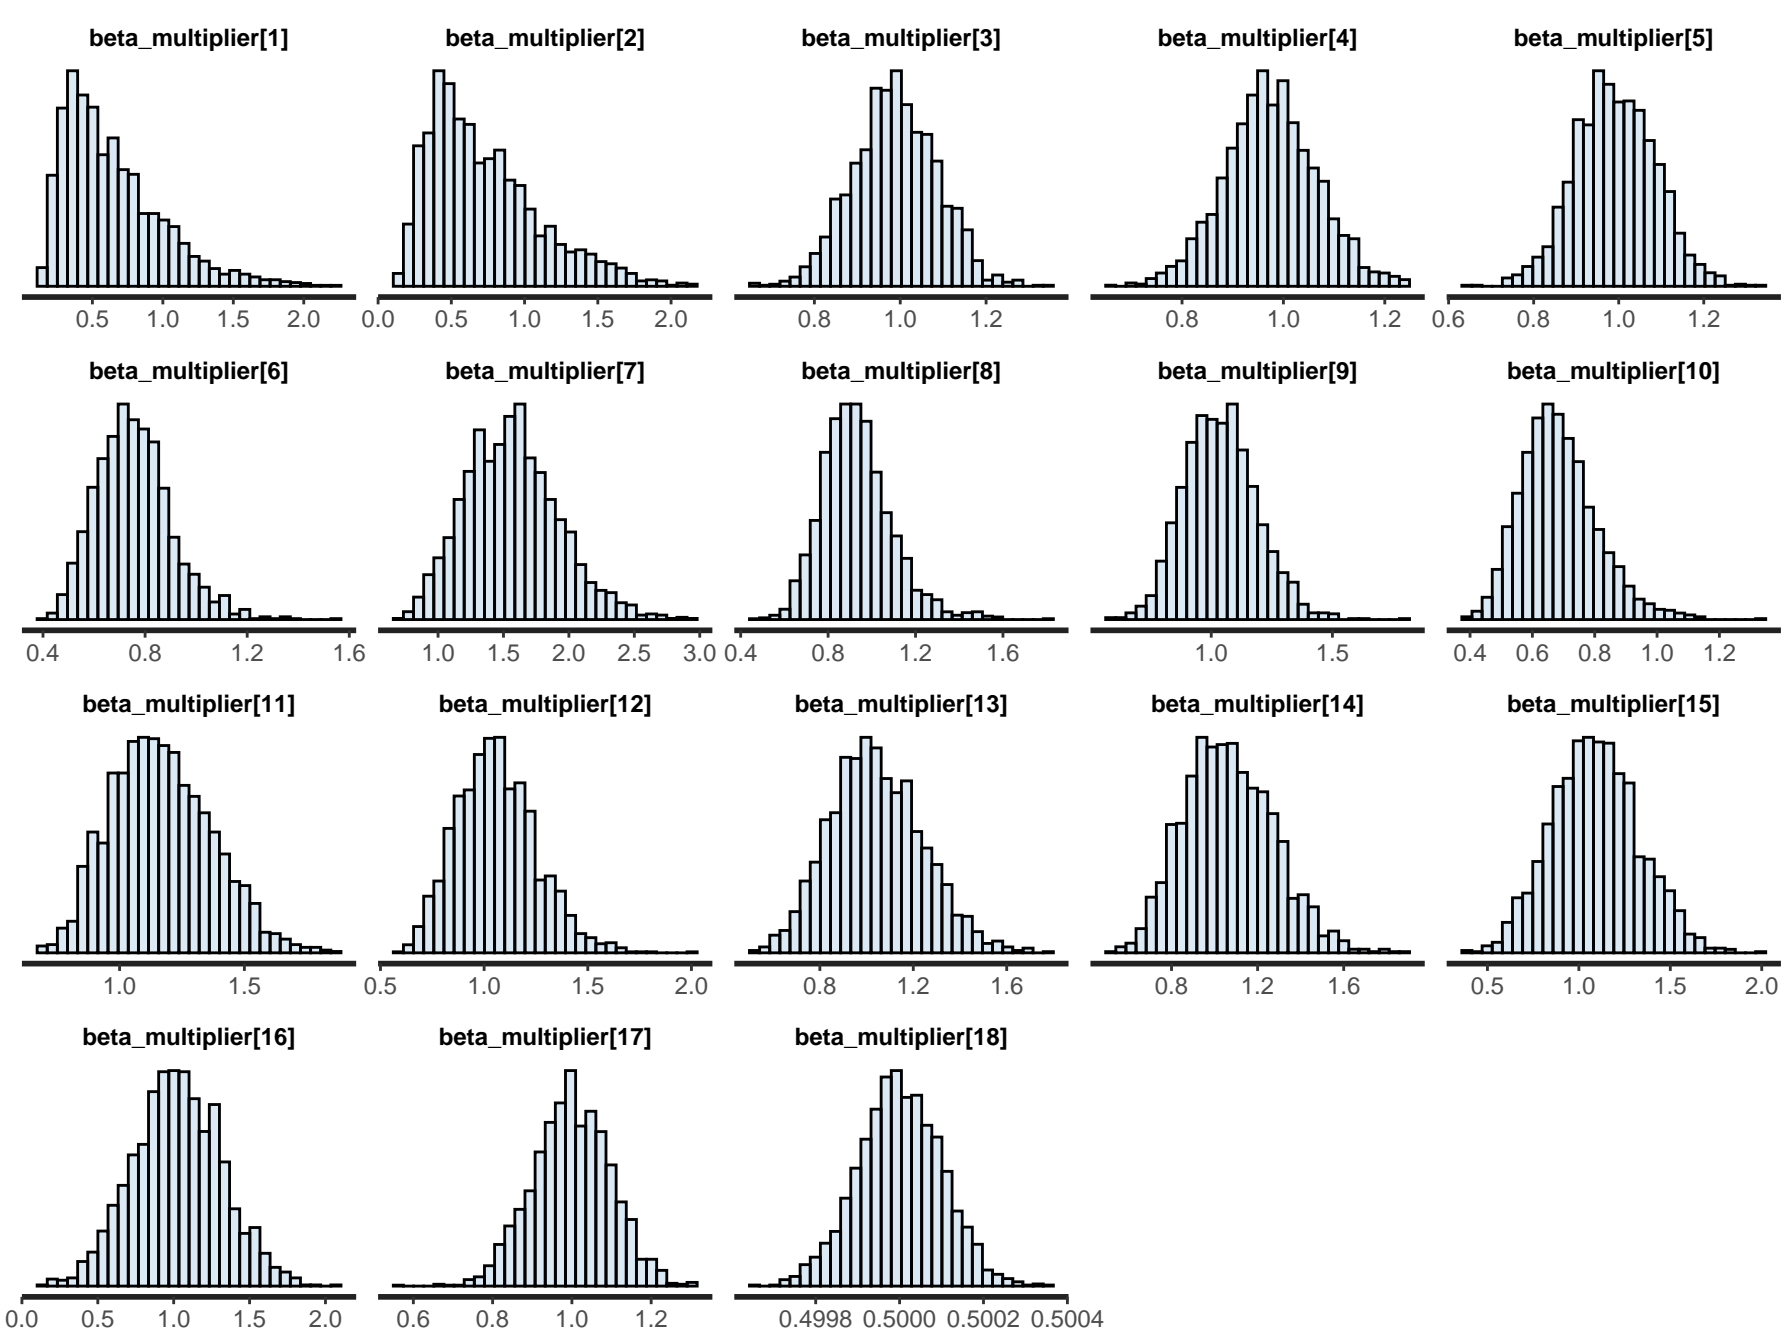 beta_multiplier[1] beta_multiplier[2] beta_multiplier[3] beta_multiplier[4] beta_multiplier[5]
0.5 1.0 1.5 2.0 0.0 0.5 1.0 1.5 2.0 0.8 1.0 1.2 0.8 1.0 1.2 0.6 0.8 1.0 1.2
beta_multiplier[6] beta_multiplier[7] beta_multiplier[8] beta_multiplier[9] beta_multiplier[10]
0.4 0.8 1.2 1.6 1.0 1.5 2.0 2.5 3.0 0.4 0.8 1.2 1.6 1.0 1.5 0.4 0.6 0.8 1.0 1.2
beta_multiplier[11] beta_multiplier[12] beta_multiplier[13] beta_multiplier[14] beta_multiplier[15]
1.0 1.5 0.5 1.0 1.5 2.0 0.8 1.2 1.6 0.8 1.2 1.6 0.5 1.0 1.5 2.0
beta_multiplier[16] beta_multiplier[17] beta_multiplier[18]
0.0 0.5 1.0 1.5 2.0 0.6 0.8 1.0 1.2 0.4998 0.5000 0.5002 0.5004